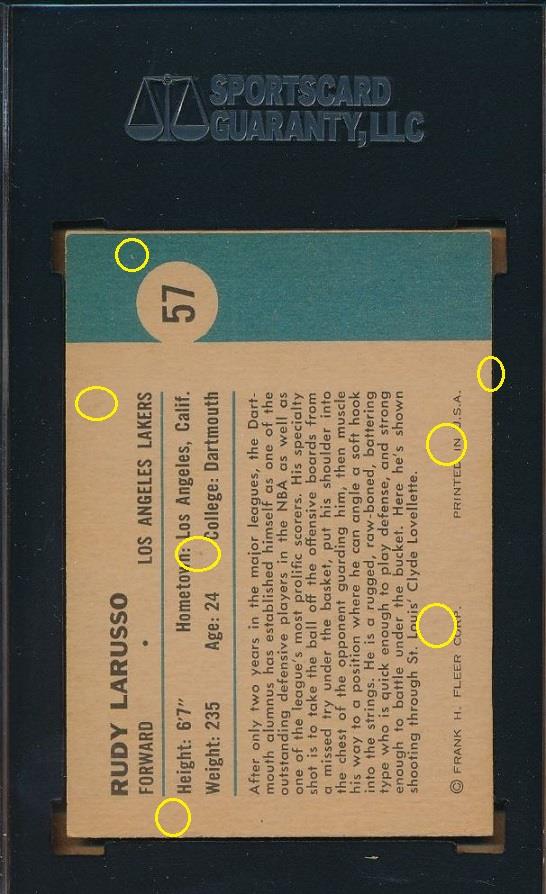 SPORTSCARD
GUARANTY, LLC
57
RUDY LARUSSO
FORWARD • LOS ANGELES LAKERS
Height: 6'7" Hometown: Los Angeles, Calif.
Weight: 235 Age: 24 College: Dartmouth
After only two years in the major leagues, the Dart-
mouth alumnus has established himself as one of the
outstanding defensive players in the NBA as well as
one of the league's most prolific scorers. His specialty
shot is to take the ball off the offensive boards from
a missed try under the basket, put his shoulder into
the chest of the opponent guarding him, then muscle
his way to a position where he can angle a soft hook
into the strings. He is a rugged, raw-boned, battering
type who is quick enough to play defense, and strong
enough to battle under the bucket. Here he's shown
shooting through St. Louis' Clyde Lovellette.
© FRANK H. FLEER CORP. PRINTED IN U.S.A.